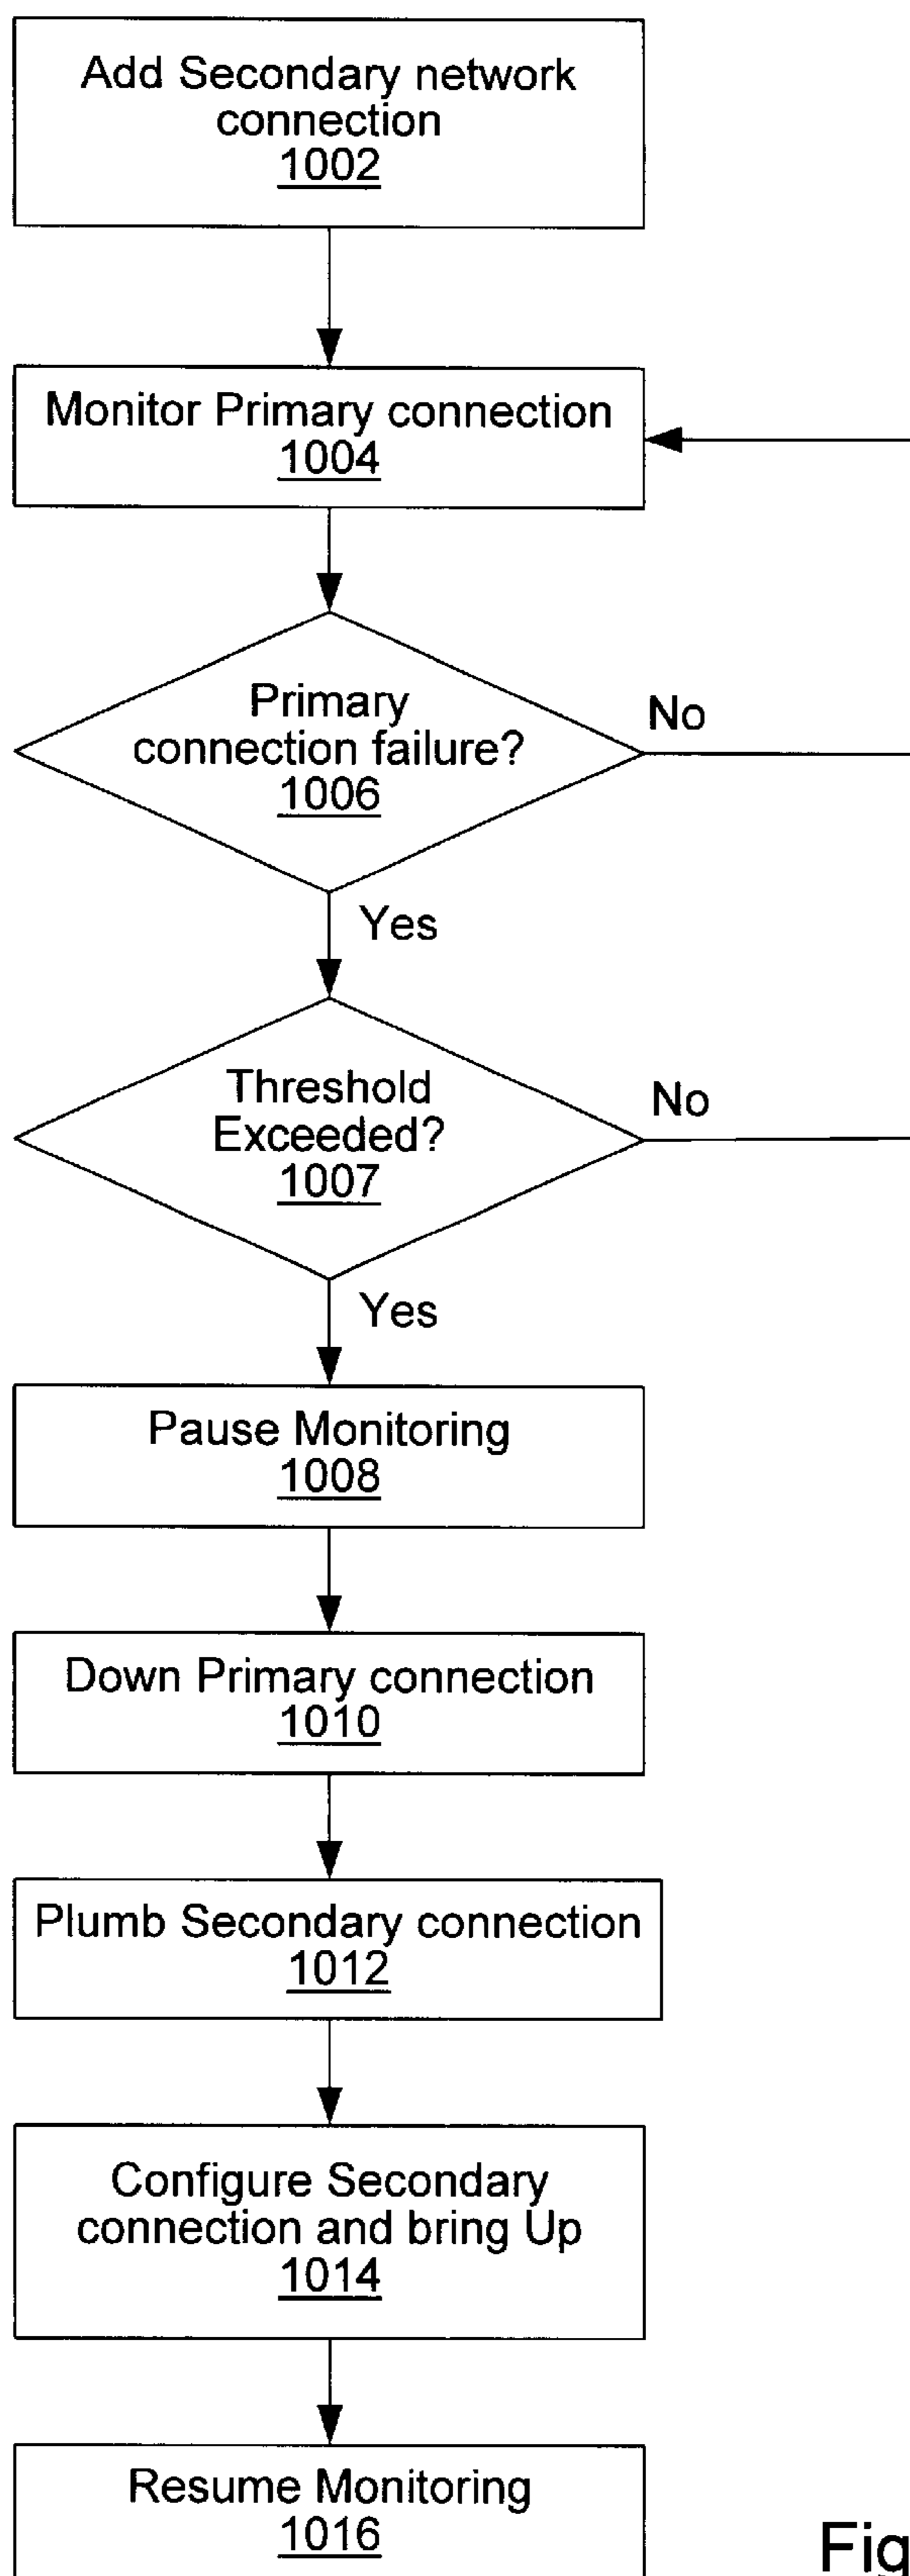 Add Secondary network
connection
1002
Monitor Primary connection
1004
Primary
connection failure?
1006
No
Yes
Threshold
Exceeded?
1007
No
Yes
Pause Monitoring
1008
Down Primary connection
1010
Plumb Secondary connection
1012
Configure Secondary
connection and bring Up
1014
Resume Monitoring
1016
Fig